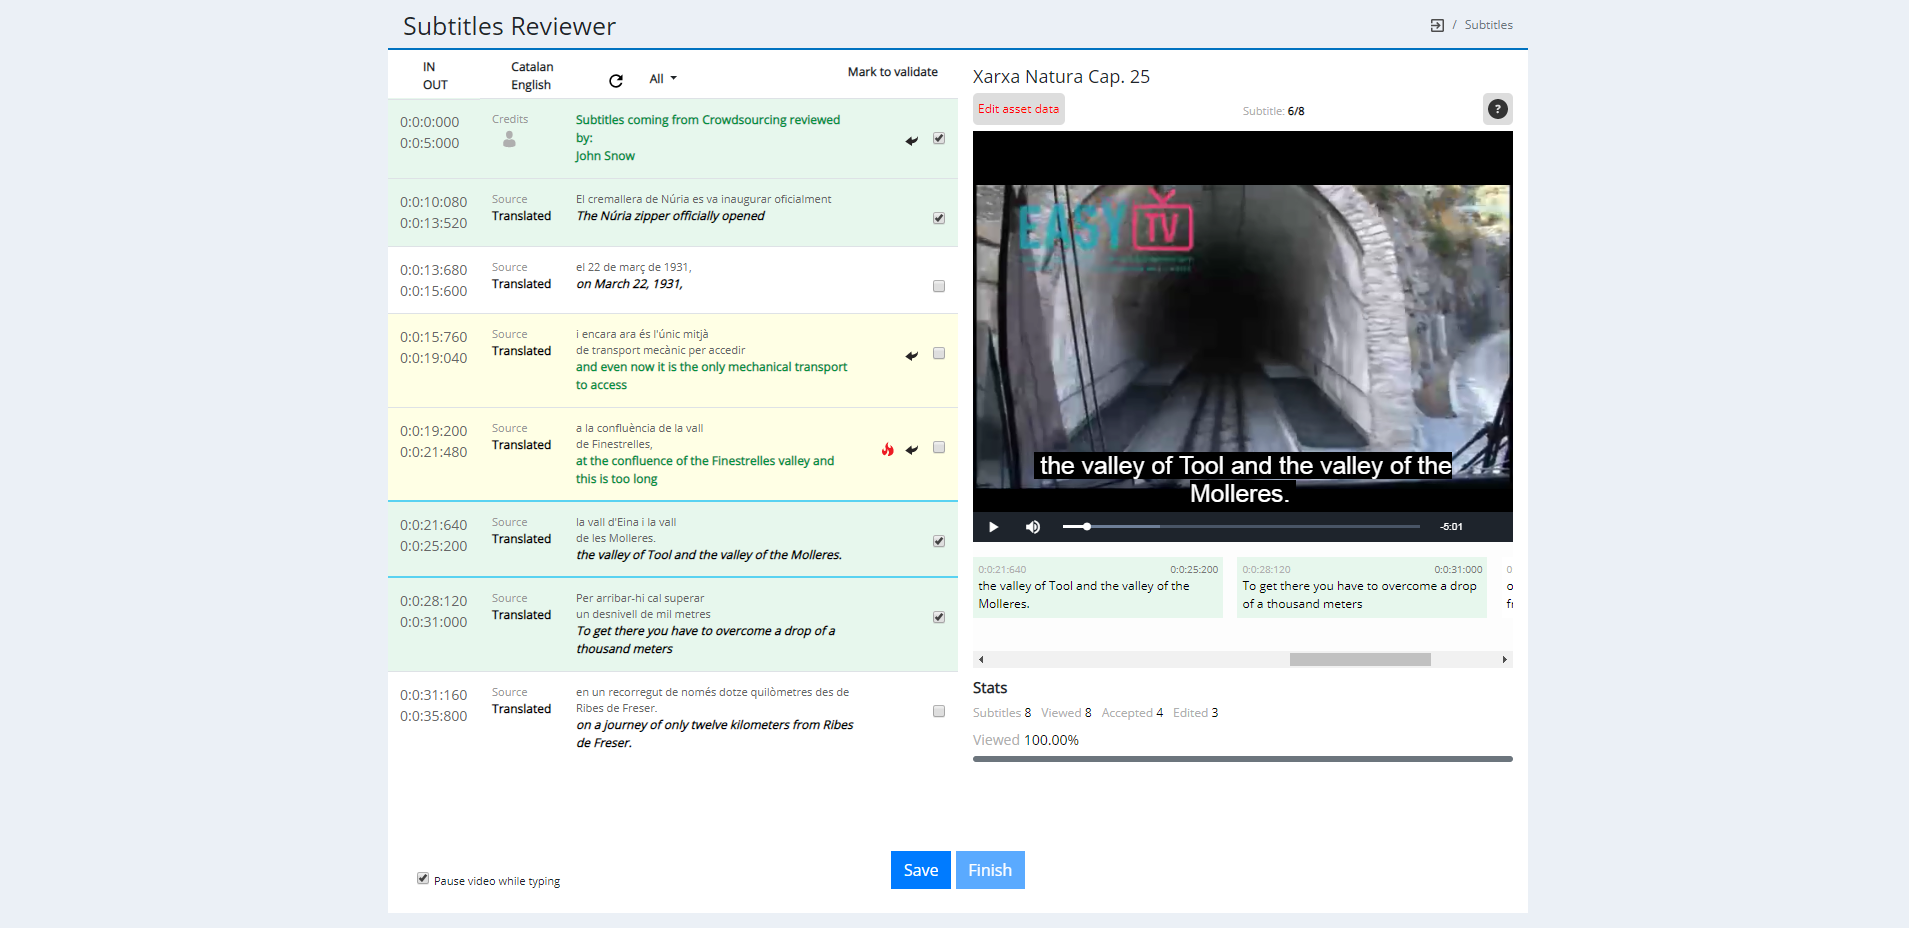 Subtitles Reviewer
/ Subtitles
IN
OUT
Catalan
English
All
Mark to validate
0:0:0:000
0:0:5:000
Credits
Subtitles coming from Crowdsourcing reviewed
by:
John Snow
0:0:10:080
0:0:13:520
Source
Translated
El cremallera de Núria es va inaugurar oficialment
The Núria zipper officially opened
0:0:13:680
0:0:15:600
Source
Translated
el 22 de març de 1931,
on March 22, 1931,
0:0:15:760
0:0:19:040
Source
Translated
i encara ara és l'únic mitjà
de transport mecànic per accedir
and even now it is the only mechanical transport
to access
0:0:19:200
0:0:21:480
Source
Translated
a la confluència de la vall
de Finestrelles,
at the confluence of the Finestrelles valley and
this is too long
0:0:21:640
0:0:25:200
Source
Translated
la vall d'Eina i la vall
de les Molleres.
the valley of Tool and the valley of the Molleres.
0:0:28:120
0:0:31:000
Source
Translated
Per arribar-hi cal superar
un desnivell de mil metres
To get there you have to overcome a drop of a
thousand meters
0:0:31:160
0:0:35:800
Source
Translated
en un recorregut de només dotze quilòmetres des de
Ribes de Freser.
on a journey of only twelve kilometers from Ribes
de Freser.
Pause video while typing
Save
Finish
Xarxa Natura Cap. 25
Edit asset data
Subtitle: 6/8
?
EASY TV
the valley of Tool and the valley of the
Molleres.
-5:01
0:0:21:640 0:0:25:200
the valley of Tool and the valley of the
Molleres.
0:0:28:120 0:0:31:000
To get there you have to overcome a drop
of a thousand meters
Stats
Subtitles 8 Viewed 8 Accepted 4 Edited 3
Viewed 100.00%